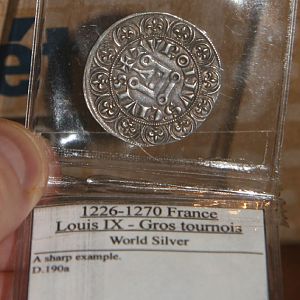 1226-1270 France
Louis IX - Gros tournois
World Silver
A sharp example.
D.190a